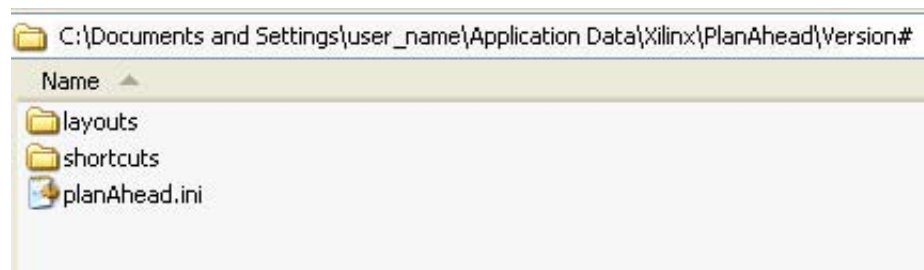 C:\Documents and Settings\user_name\Application Data\Xilinx\PlanAhead\Version#
Name
layouts
shortcuts
planAhead.ini